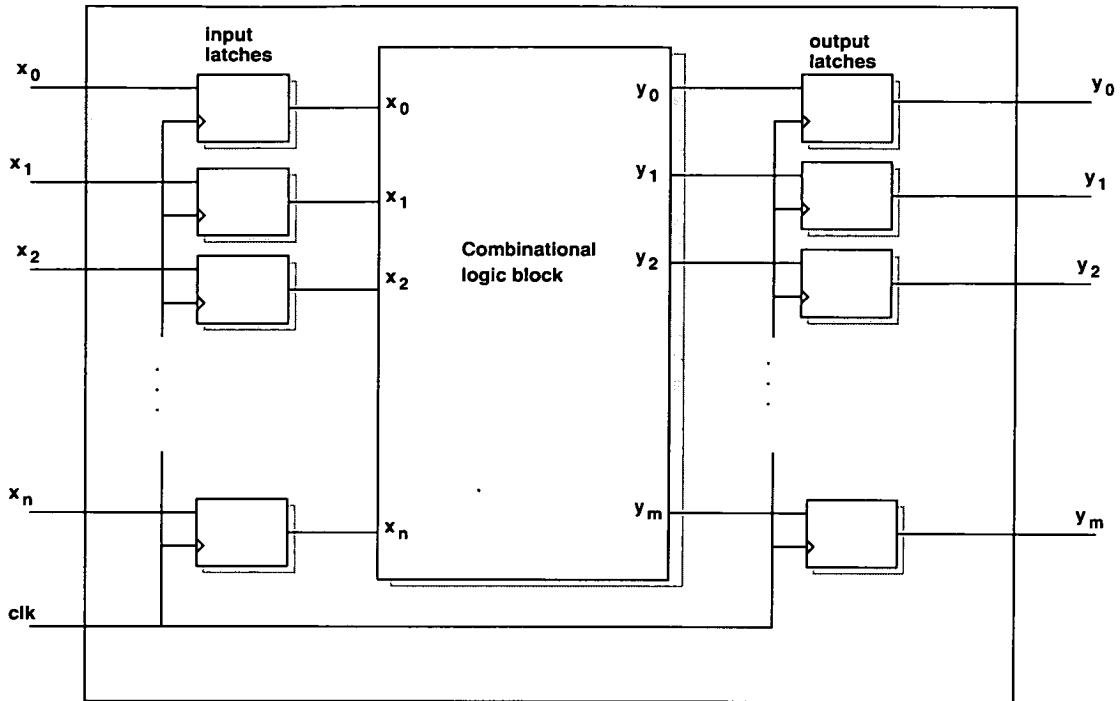 input
latches
output
latches
x0
x0
y0
y0
x1
x1
y1
y1
x2
x2
y2
y2
Combinational
logic block
xn
xn
ym
ym
clk